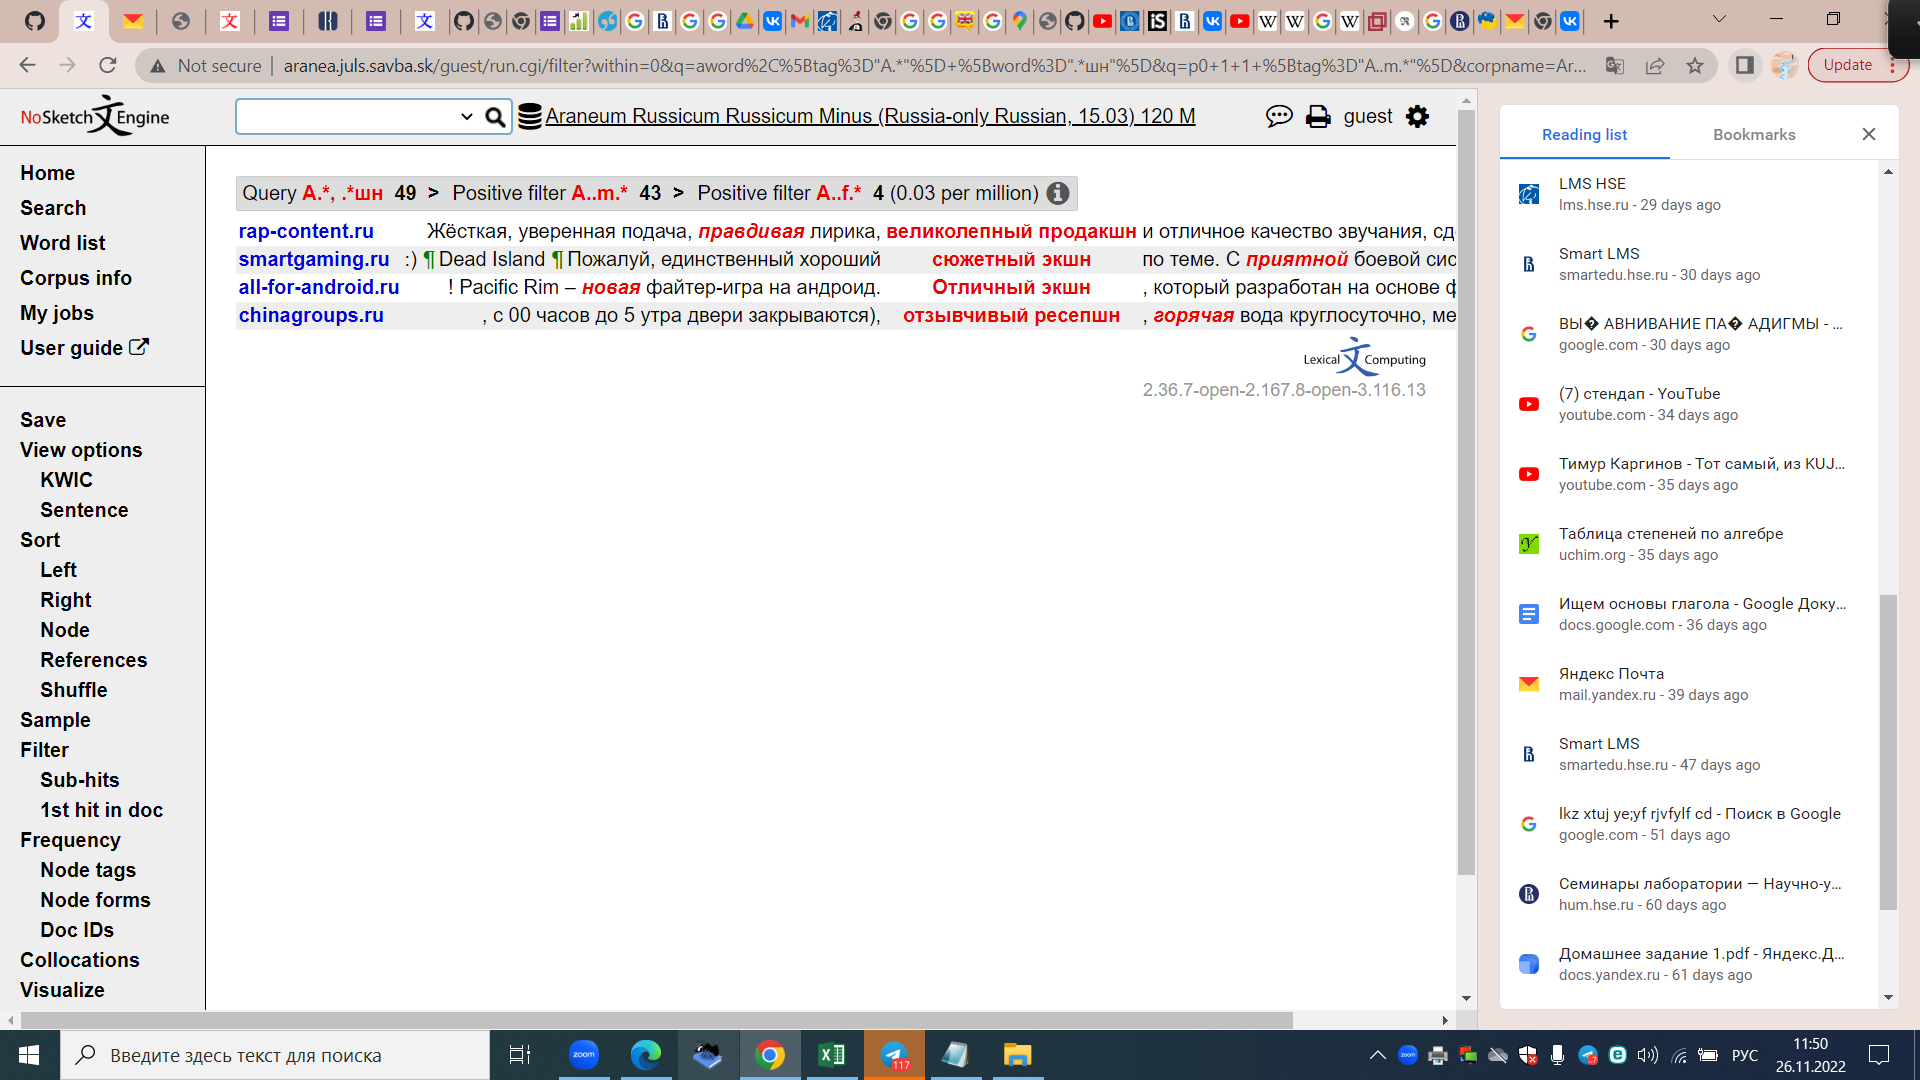 Not secure | aranea.juls.savba.sk/guest/run.cgi/filter?within=0&q=aword%2C%5Btag%3D"A.*"%5D+%5Bword%3D".*шн"%5D&q=p0+1+1+%5Btag%3D"A..m.*"%5D&corpname=Ar...
Update
NoSketch Engine
Araneum Russicum Russicum Minus (Russia-only Russian, 15.03) 120 M
guest
Home
Search
Word list
Corpus info
My jobs
User guide
Save
View options
KWIC
Sentence
Sort
Left
Right
Node
References
Shuffle
Sample
Filter
Sub-hits
1st hit in doc
Frequency
Node tags
Node forms
Doc IDs
Collocations
Visualize
Query A.*, .*шн 49 > Positive filter A..m.* 43 > Positive filter A..f.* 4 (0.03 per million)
rap-content.ru Жёсткая, уверенная подача, правдивая лирика, великолепный продакшн и отличное качество звучания, сд
smartgaming.ru :) ¶ Dead Island ¶ Пожалуй, единственный хороший сюжетный экшн по теме. С приятной боевой сис
all-for-android.ru ! Pacific Rim – новая файтер-игра на андроид. Отличный экшн , который разработан на основе ф
chinagroups.ru , с 00 часов до 5 утра двери закрываются), отзывчивый ресепшн , горячая вода круглосуточно, ме
Lexical Computing
2.36.7-open-2.167.8-open-3.116.13
Reading list
Bookmarks
LMS HSE
lms.hse.ru - 29 days ago
Smart LMS
smartedu.hse.ru - 30 days ago
ВЫ� АВНИВАНИЕ ПА� АДИГМЫ - ...
google.com - 30 days ago
(7) стендап - YouTube
youtube.com - 34 days ago
Тимур Каргинов - Тот самый, из KUJ...
youtube.com - 35 days ago
Таблица степеней по алгебре
uchim.org - 35 days ago
Ищем основы глагола - Google Доку...
docs.google.com - 36 days ago
Яндекс Почта
mail.yandex.ru - 39 days ago
Smart LMS
smartedu.hse.ru - 47 days ago
lkz xtuj ye;yf rjvfylf cd - Поиск в Google
google.com - 51 days ago
Семинары лаборатории — Научно-у...
hum.hse.ru - 60 days ago
Домашнее задание 1.pdf - Яндекс.Д...
docs.yandex.ru - 61 days ago
Введите здесь текст для поиска
zoom
117
РУС
11:50
26.11.2022